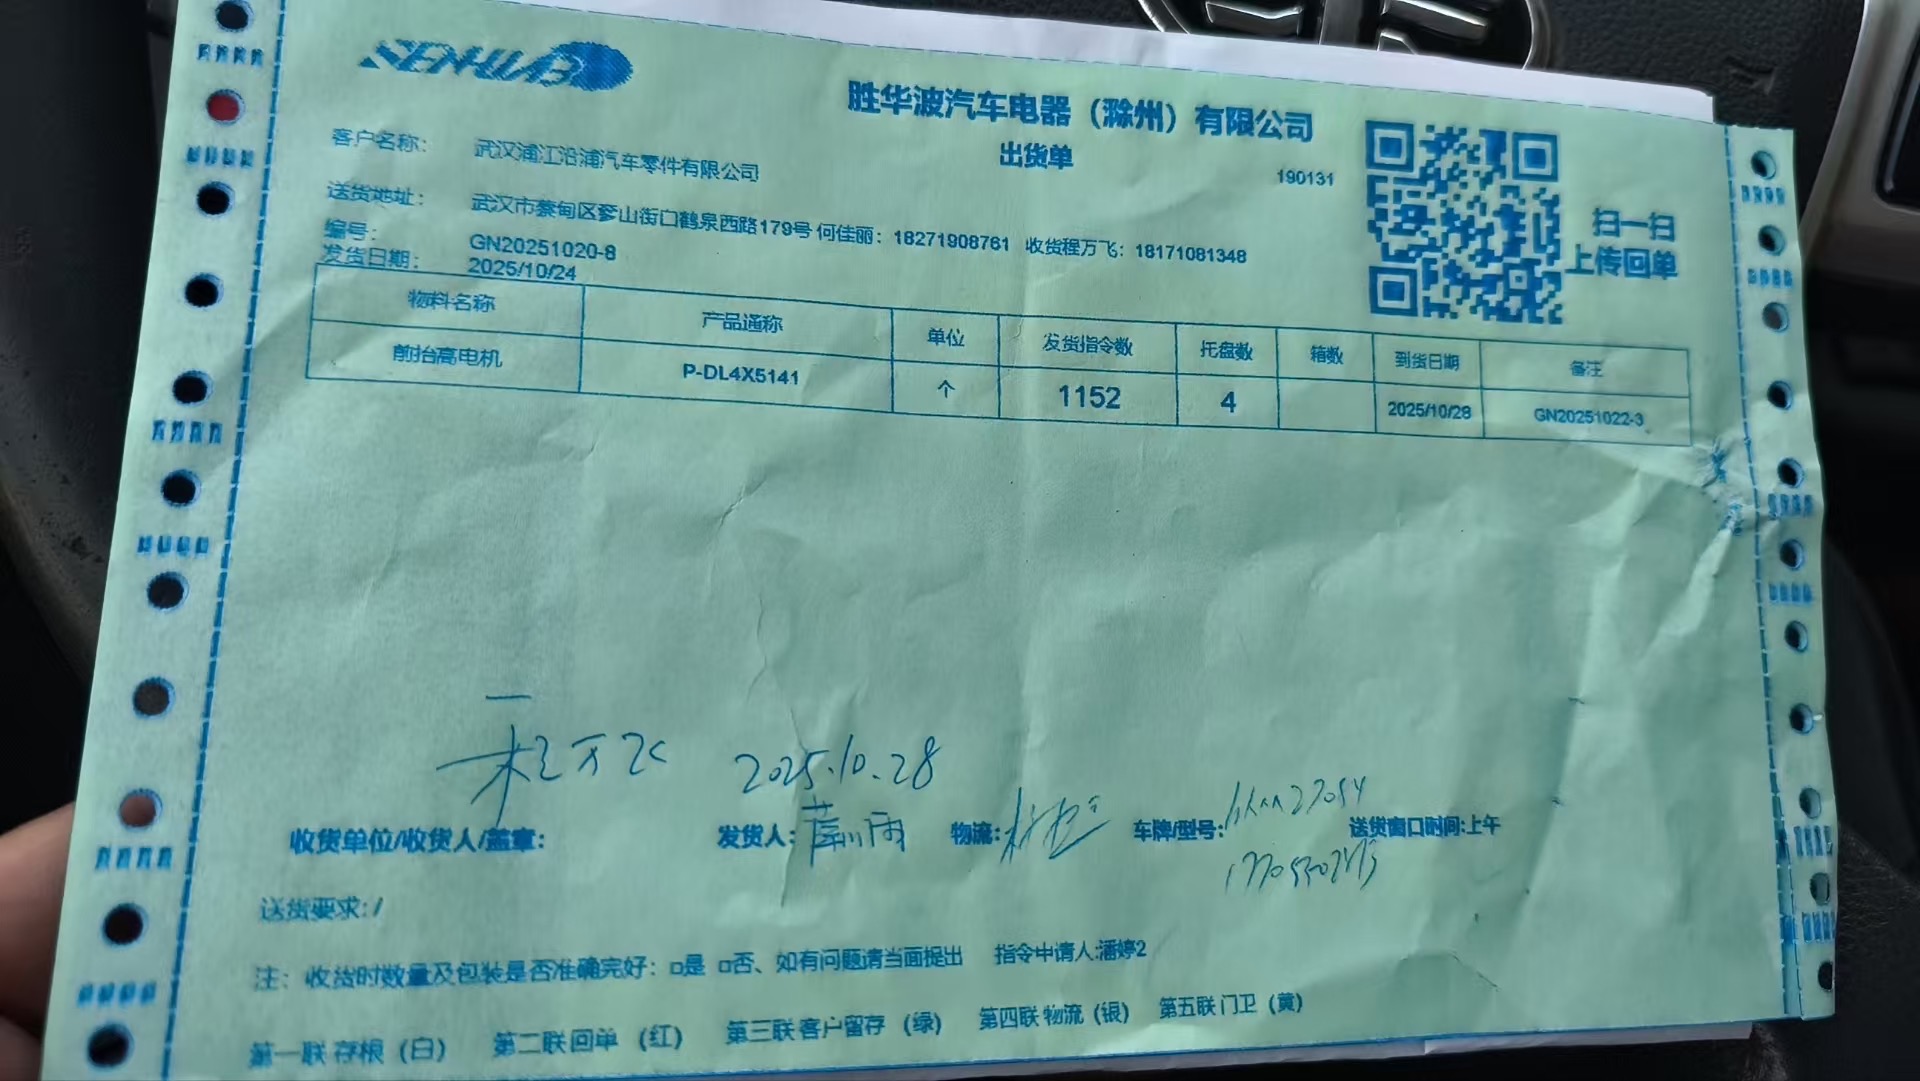 SENHWAB
胜华波汽车电器（滁州）有限公司
出货单
190131
扫一扫
上传回单
客户名称： 武汉浦江沿浦汽车零件有限公司
送货地址： 武汉市蔡甸区奓山街口鹤泉西路179号 何佳丽：18271908761 收货程万飞：18171081348
编号： GN20251020-8
发货日期： 2025/10/24
物料名称 产品通称 单位 发货指令数 托盘数 箱数 到货日期 备注
前抬高电机 P-DL4X5141 个 1152 4 2025/10/28 GN20251022-3
程万飞 2025.10.28
收货单位/收货人/盖章： 发货人： 物流： 车牌/型号： 送货窗口时间:上午
送货要求:/
注：收货时数量及包装是否准确完好：□是 □否、如有问题请当面提出 指令申请人:潘婷2
第一联 存根（白） 第二联 回单 （红） 第三联 客户留存 （绿） 第四联 物流（银） 第五联 门卫（黄）